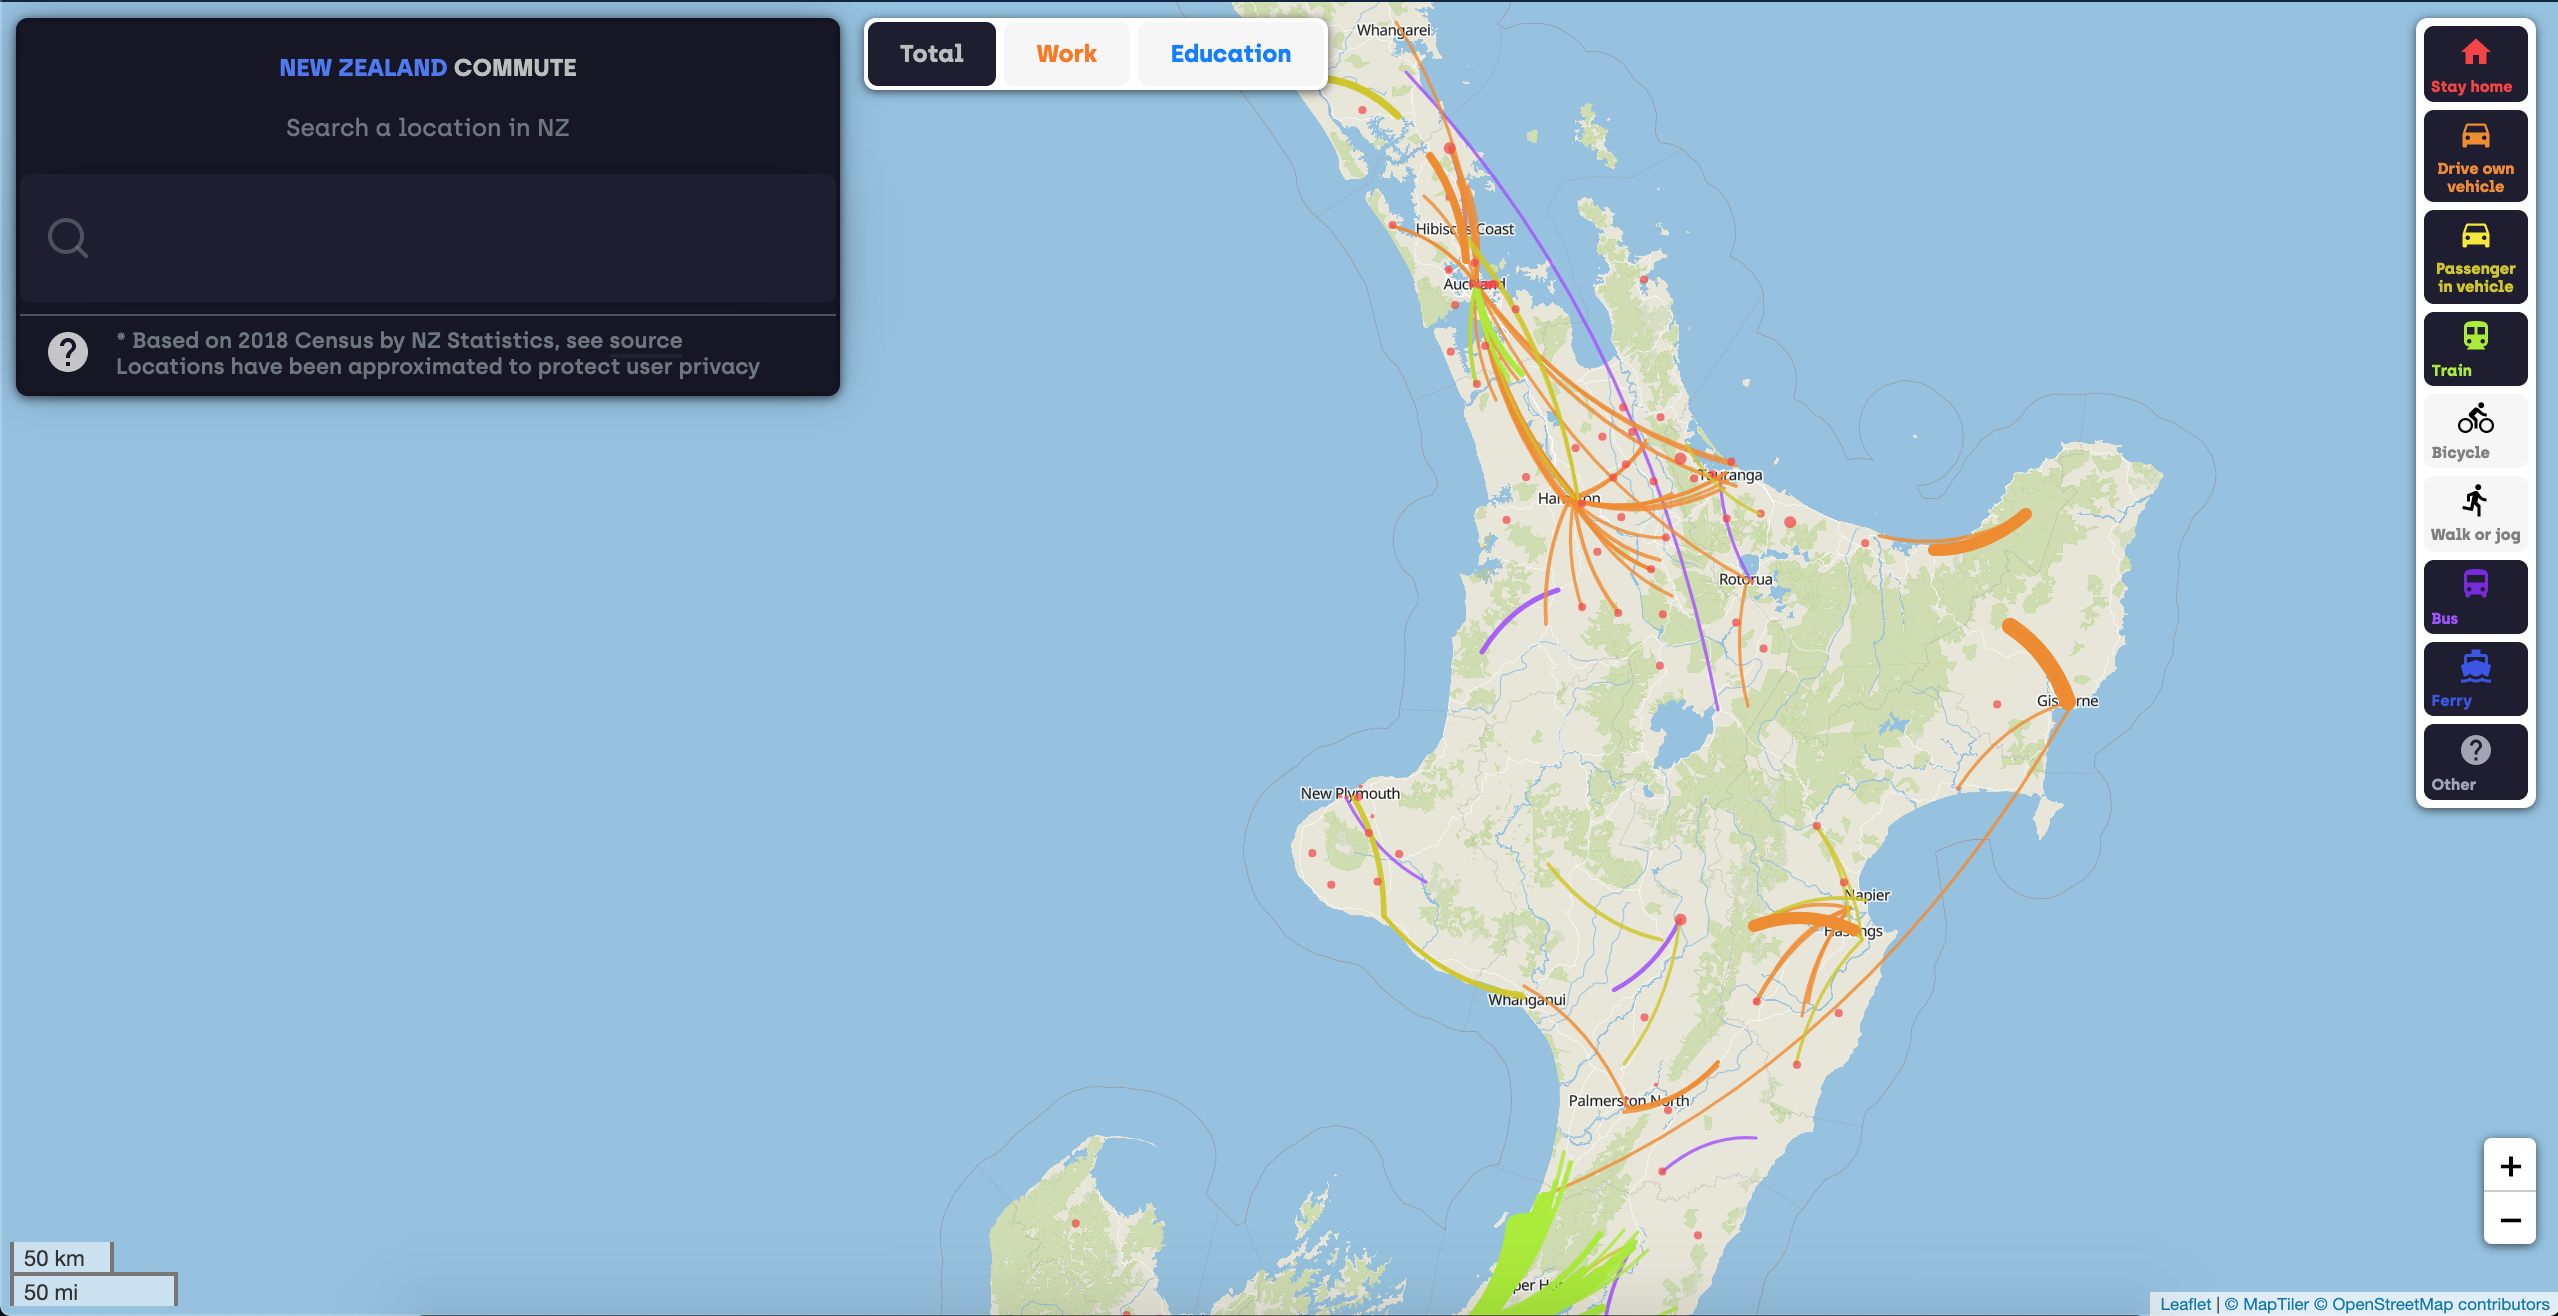 NEW ZEALAND COMMUTE
Search a location in NZ
* Based on 2018 Census by NZ Statistics, see source
Locations have been approximated to protect user privacy
Total
Work
Education
Whangarei
Hibiscus Coast
Auckland
Tauranga
Hamilton
Rotorua
Gisborne
New Plymouth
Napier
Hastings
Whanganui
Palmerston North
Stay home
Drive own
vehicle
Passenger
in vehicle
Train
Bicycle
Walk or jog
Bus
Ferry
Other
+
−
50 km
50 mi
Leaflet | © MapTiler © OpenStreetMap contributors